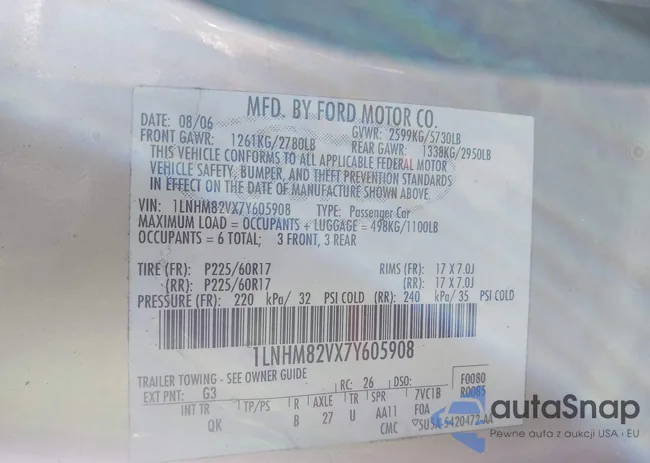 MFD. BY FORD MOTOR CO.
DATE: 08/06 GVWR: 2599KG/5730LB
FRONT GAWR: 1261KG/2780LB REAR GAWR: 1338KG/2950LB
THIS VEHICLE CONFORMS TO ALL APPLICABLE FEDERAL MOTOR
VEHICLE SAFETY, BUMPER, AND THEFT PREVENTION STANDARDS
IN EFFECT ON THE DATE OF MANUFACTURE SHOWN ABOVE.
VIN: 1LNHM82VX7Y605908 TYPE: Passenger Car
MAXIMUM LOAD = OCCUPANTS + LUGGAGE = 498KG/1100LB
OCCUPANTS = 6 TOTAL; 3 FRONT, 3 REAR
TIRE (FR): P225/60R17 RIMS (FR): 17 X 7.0J
(RR): P225/60R17 (RR): 17 X 7.0J
PRESSURE (FR): 220 kPa/ 32 PSI COLD (RR): 240 kPa/ 35 PSI COLD
1LNHM82VX7Y605908
TRAILER TOWING - SEE OWNER GUIDE
EXT PNT: G3 RC: 26 DSO: F0080
R0085
INT TR TP/PS R AXLE TR SPR 7VC1B
QK B 27 U AA11 F0A
CMC ▽SU5A-5420472-AA
autaSnap
Pewne auta z aukcji USA i EU